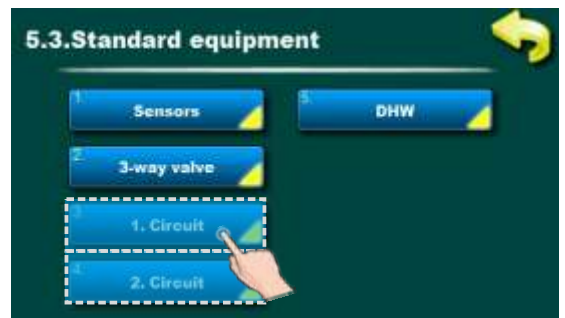 5.3.Standard equipment
1. Sensors
5. DHW
2. 3-way valve
3. 1. Circuit
4. 2. Circuit